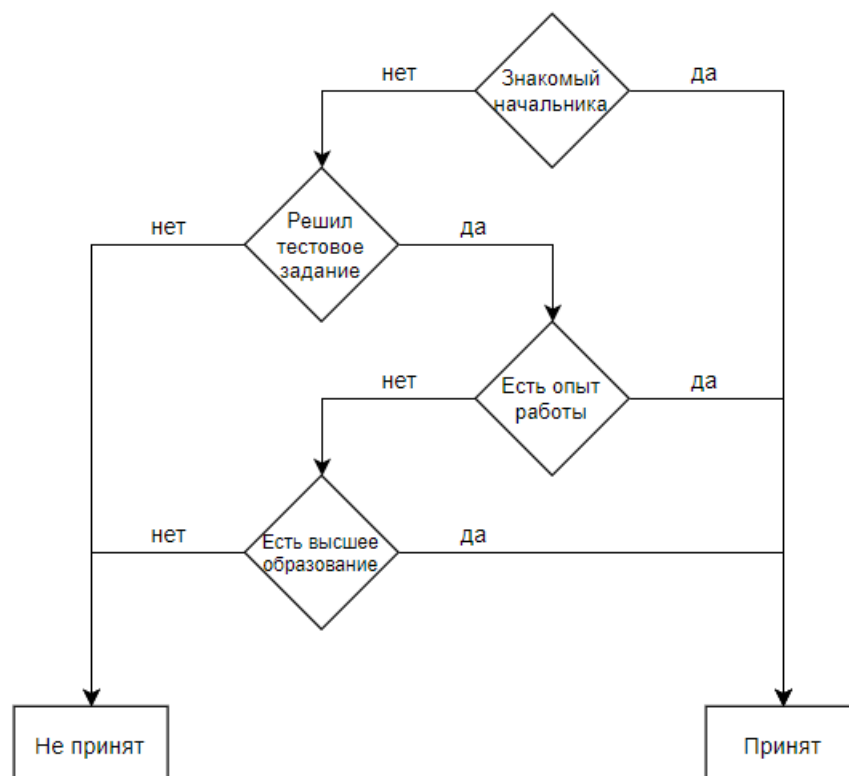 нет
Знакомый
начальника
да
нет
Решил
тестовое
задание
да
нет
Есть опыт
работы
да
нет
Есть высшее
образование
да
Не принят
Принят